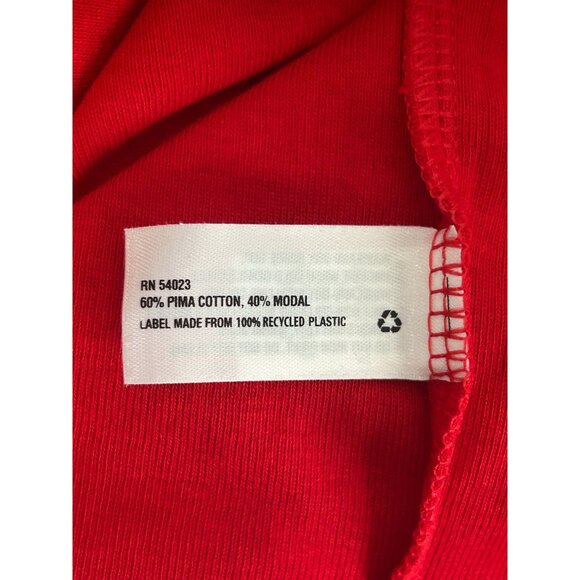 RN 54023
60% PIMA COTTON, 40% MODAL
LABEL MADE FROM 100% RECYCLED PLASTIC